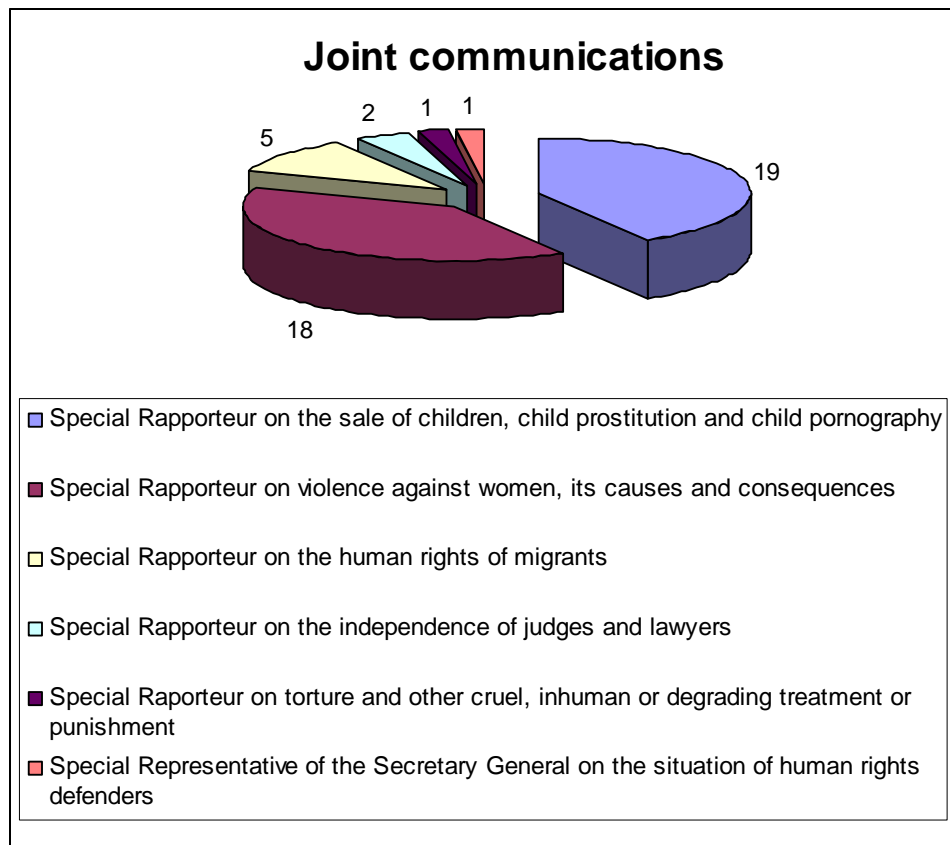 Joint communications
2
1
1
5
19
18
Special Rapporteur on the sale of children, child prostitution and child pornography
Special Rapporteur on violence against women, its causes and consequences
Special Rapporteur on the human rights of migrants
Special Rapporteur on the independence of judges and lawyers
Special Raporteur on torture and other cruel, inhuman or degrading treatment or
punishment
Special Representative of the Secretary General on the situation of human rights
defenders